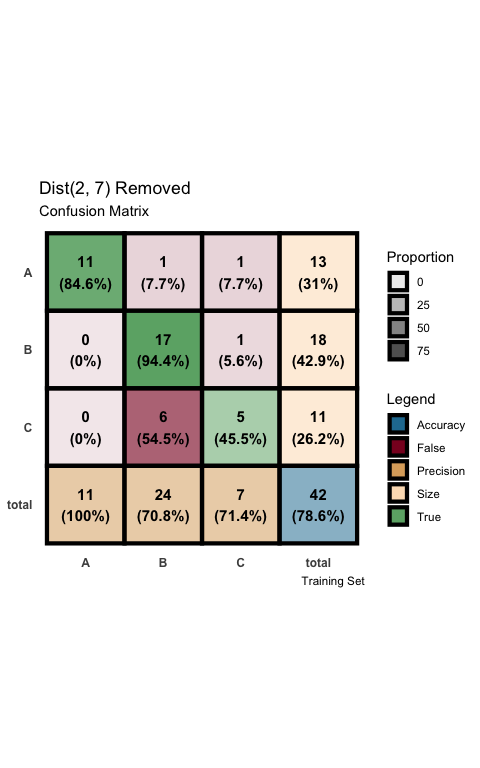 Dist(2, 7) Removed
Confusion Matrix
A
11
(84.6%)
1
(7.7%)
1
(7.7%)
13
(31%)
B
0
(0%)
17
(94.4%)
1
(5.6%)
18
(42.9%)
C
0
(0%)
6
(54.5%)
5
(45.5%)
11
(26.2%)
total
11
(100%)
24
(70.8%)
7
(71.4%)
42
(78.6%)
A B C total
Training Set
Proportion
0
25
50
75
Legend
Accuracy
False
Precision
Size
True